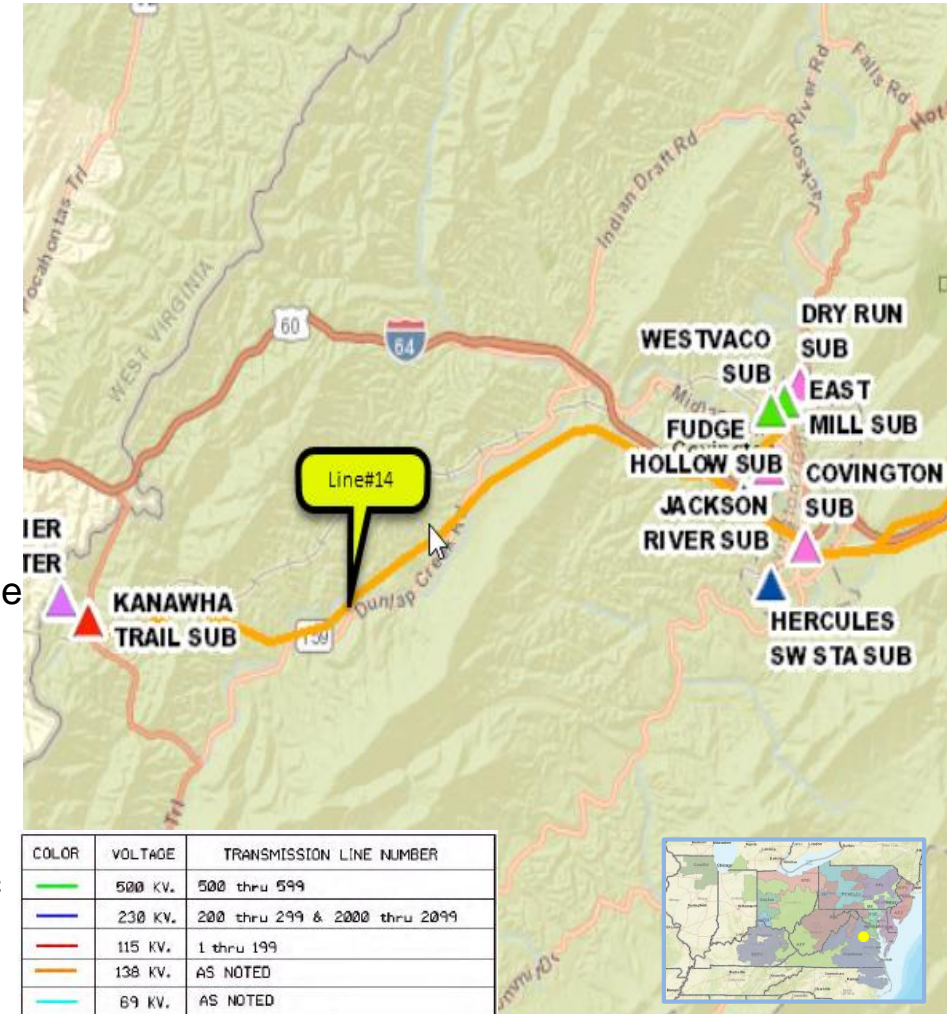 Pocahontas Trl
WEST VIRGINIA
60
64
Indian Draft Rd
Jackson River Rd
Falls Rd
Hot
DRY RUN
SUB
WESTVACO
SUB
EAST
MILL SUB
FUDGE
HOLLOW SUB
COVINGTON
SUB
JACKSON
RIVER SUB
HERCULES
SW STA SUB
Line#14
Dunlap Creek Rd
159
IER
TER
e
KANAWHA
TRAIL SUB
Trl
COLOR VOLTAGE TRANSMISSION LINE NUMBER
500 KV. 500 thru 599
230 KV. 200 thru 299 & 2000 thru 2099
115 KV. 1 thru 199
138 KV. AS NOTED
69 KV. AS NOTED